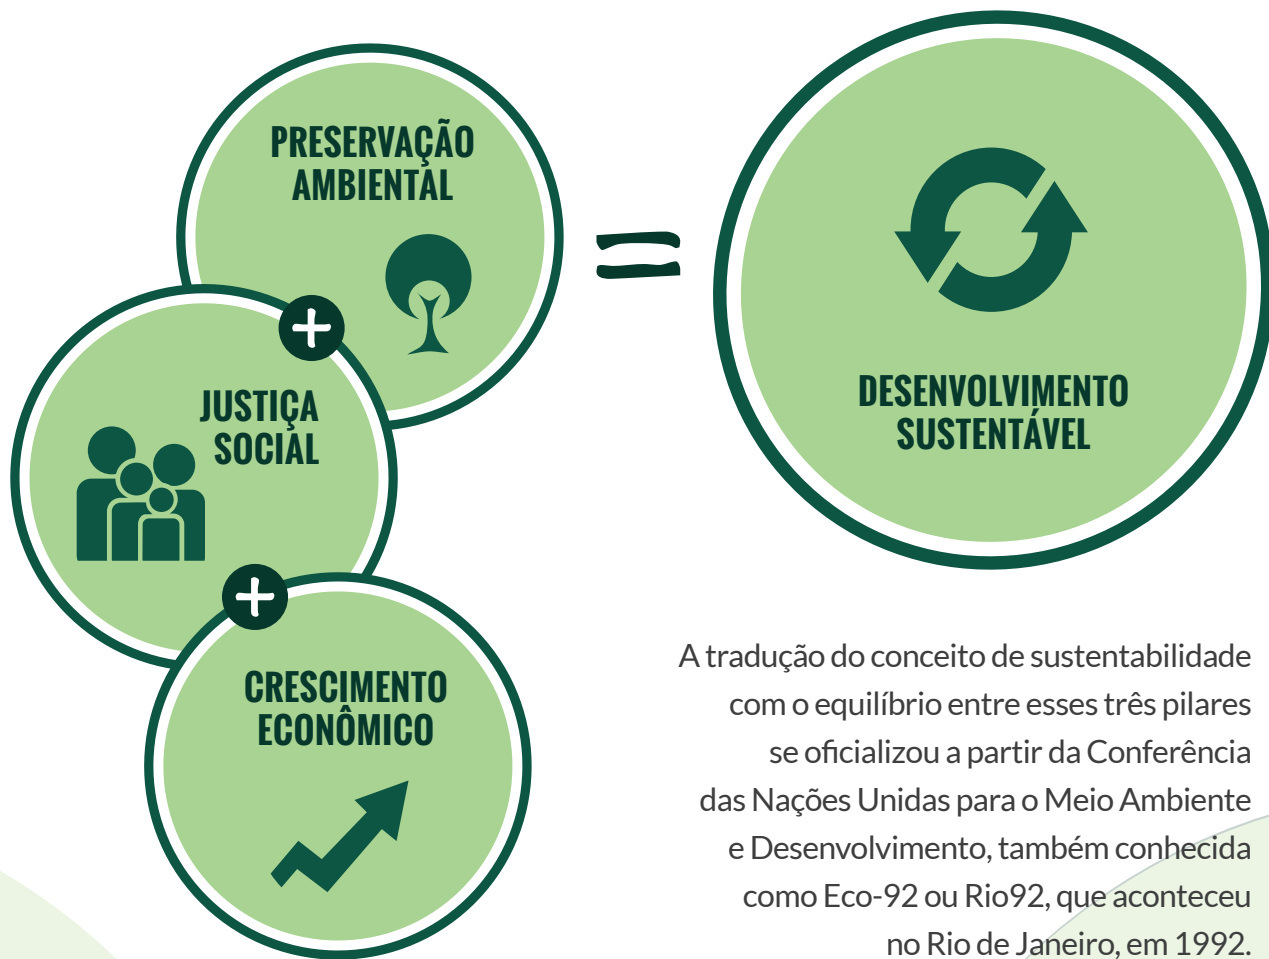 PRESERVAÇÃO
AMBIENTAL
+
JUSTIÇA
SOCIAL
+
CRESCIMENTO
ECONÔMICO
=
DESENVOLVIMENTO
SUSTENTÁVEL
A tradução do conceito de sustentabilidade
com o equilíbrio entre esses três pilares
se oficializou a partir da Conferência
das Nações Unidas para o Meio Ambiente
e Desenvolvimento, também conhecida
como Eco-92 ou Rio92, que aconteceu
no Rio de Janeiro, em 1992.